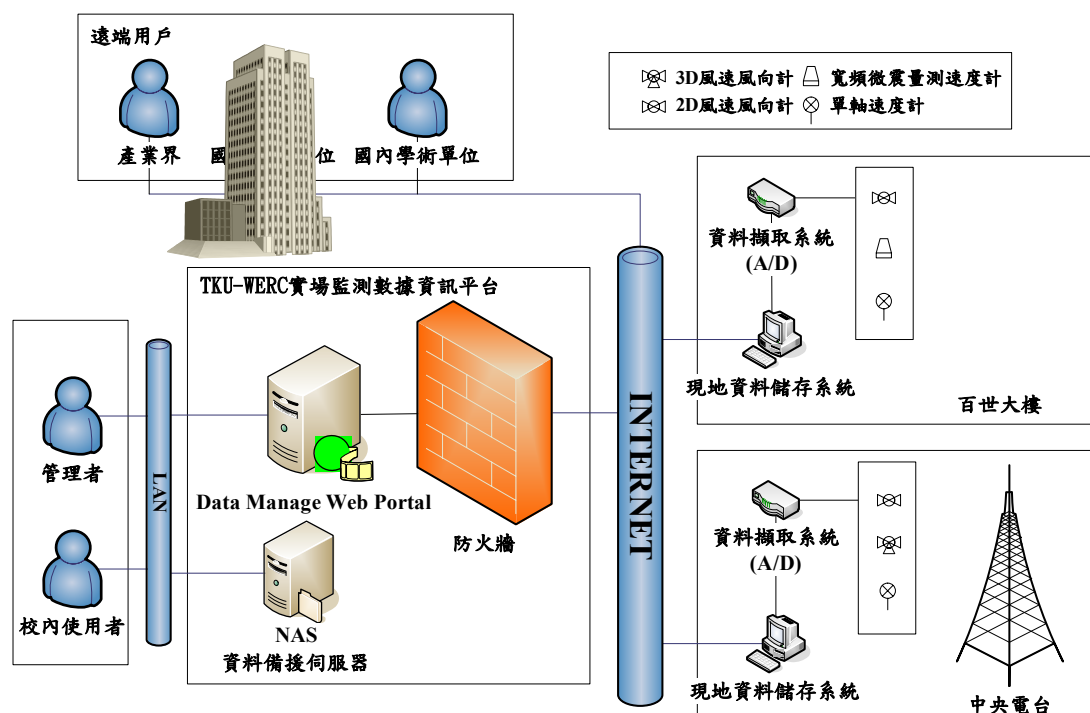 遠端用戶
產業界
國
位
國內學術單位
3D風速風向計
寬頻微震量測速度計
2D風速風向計
單軸速度計
資料擷取系統
(A/D)
現地資料儲存系統
百世大樓
TKU-WERC實場監測數據資訊平台
管理者
校內使用者
LAN
Data Manage Web Portal
防火牆
NAS
資料備援伺服器
INTERNET
資料擷取系統
(A/D)
現地資料儲存系統
中央電台